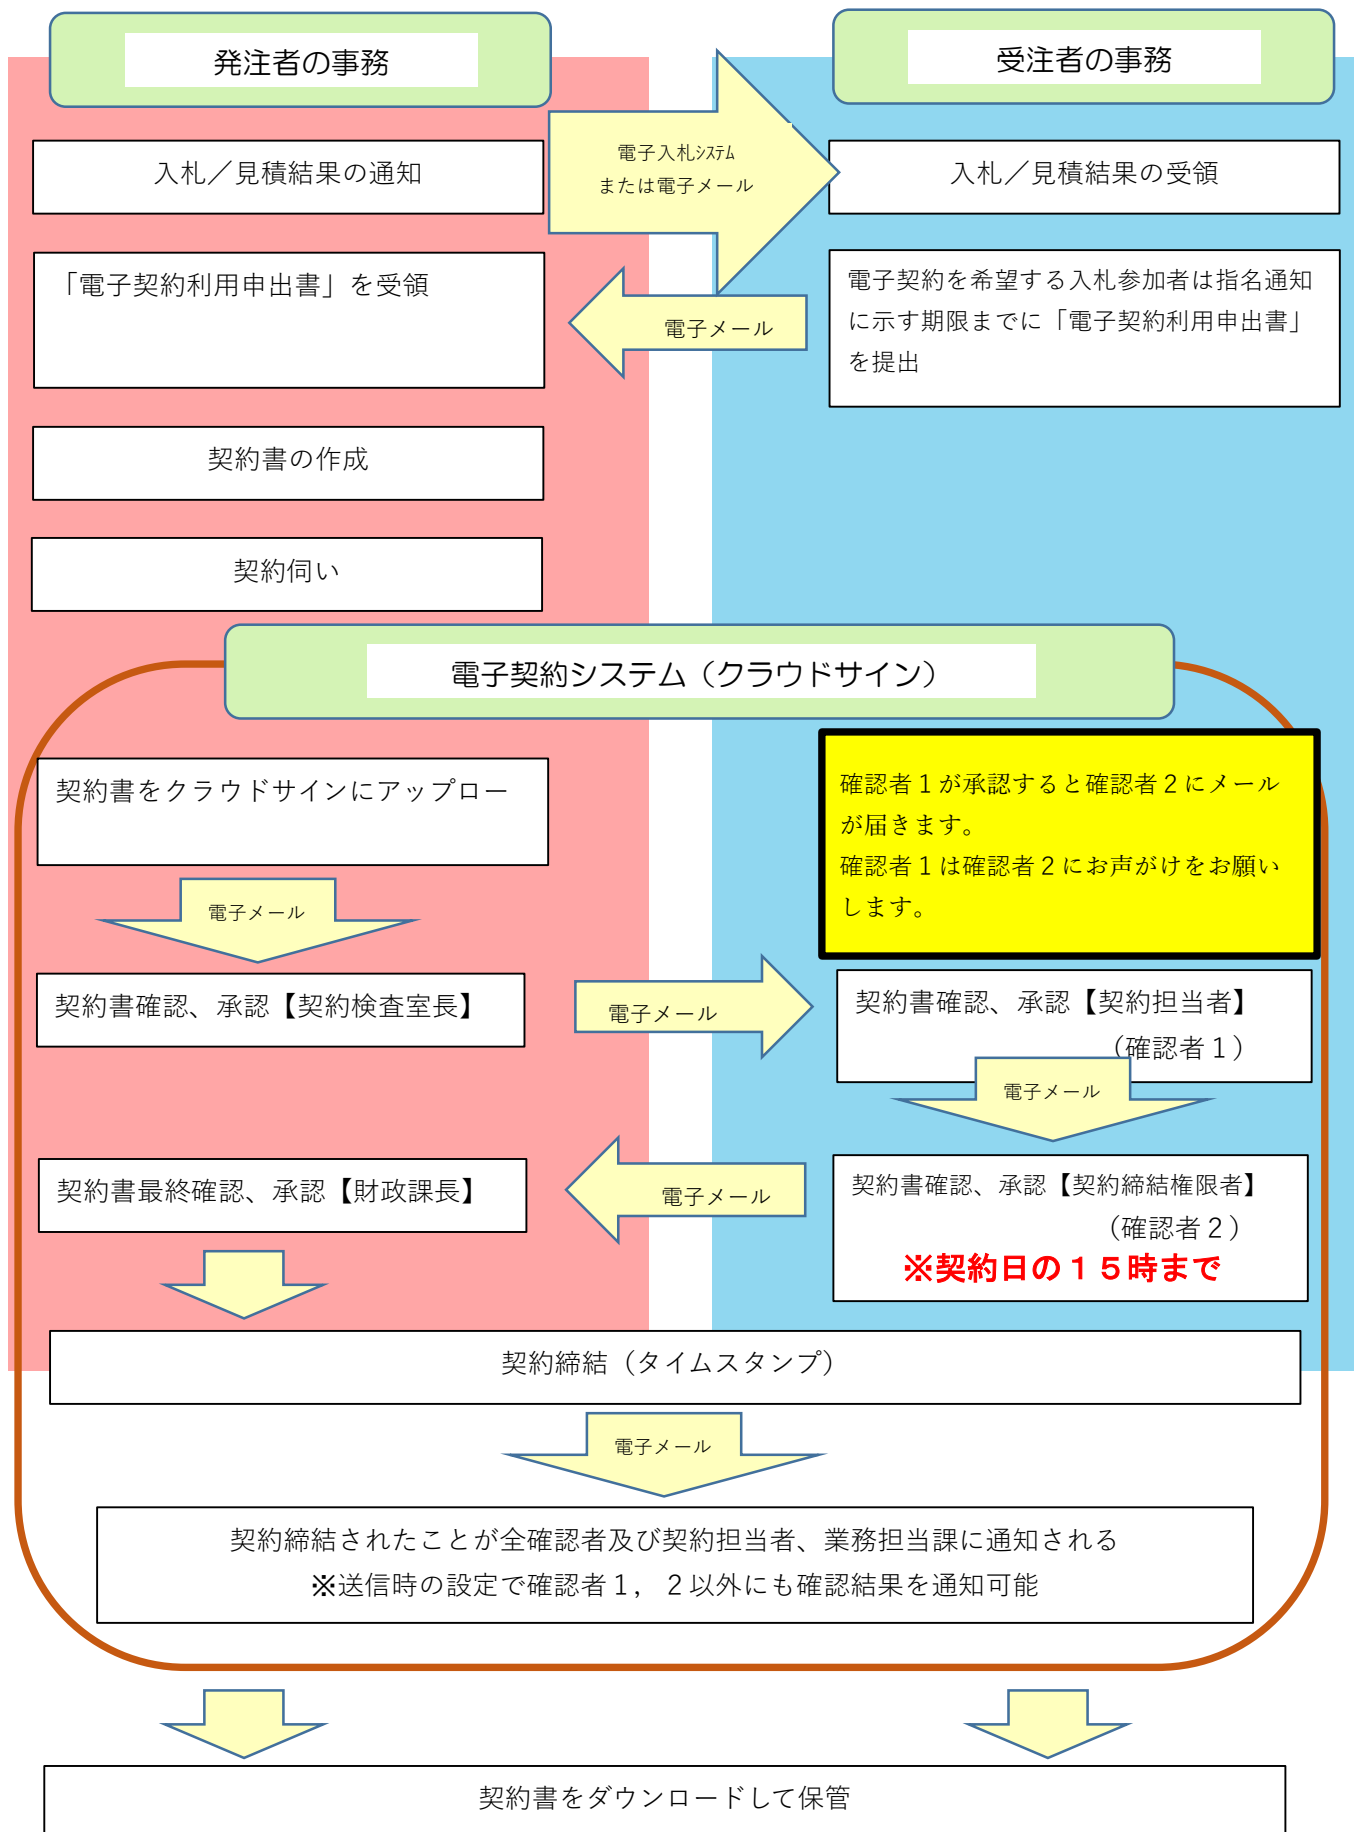 発注者の事務
受注者の事務
入札／見積結果の通知
電子入札ｼｽﾃﾑ
または電子メール
入札／見積結果の受領
「電子契約利用申出書」を受領
電子メール
電子契約を希望する入札参加者は指名通知
に示す期限までに「電子契約利用申出書」
を提出
契約書の作成
契約伺い
電子契約システム（クラウドサイン）
契約書をクラウドサインにアップロー
確認者１が承認すると確認者２にメール
が届きます。
確認者１は確認者２にお声がけをお願い
します。
電子メール
契約書確認、承認【契約検査室長】
電子メール
契約書確認、承認【契約担当者】
（確認者１）
電子メール
契約書最終確認、承認【財政課長】
電子メール
契約書確認、承認【契約締結権限者】
（確認者２）
※契約日の１５時まで
契約締結（タイムスタンプ）
電子メール
契約締結されたことが全確認者及び契約担当者、業務担当課に通知される
※送信時の設定で確認者１，２以外にも確認結果を通知可能
契約書をダウンロードして保管